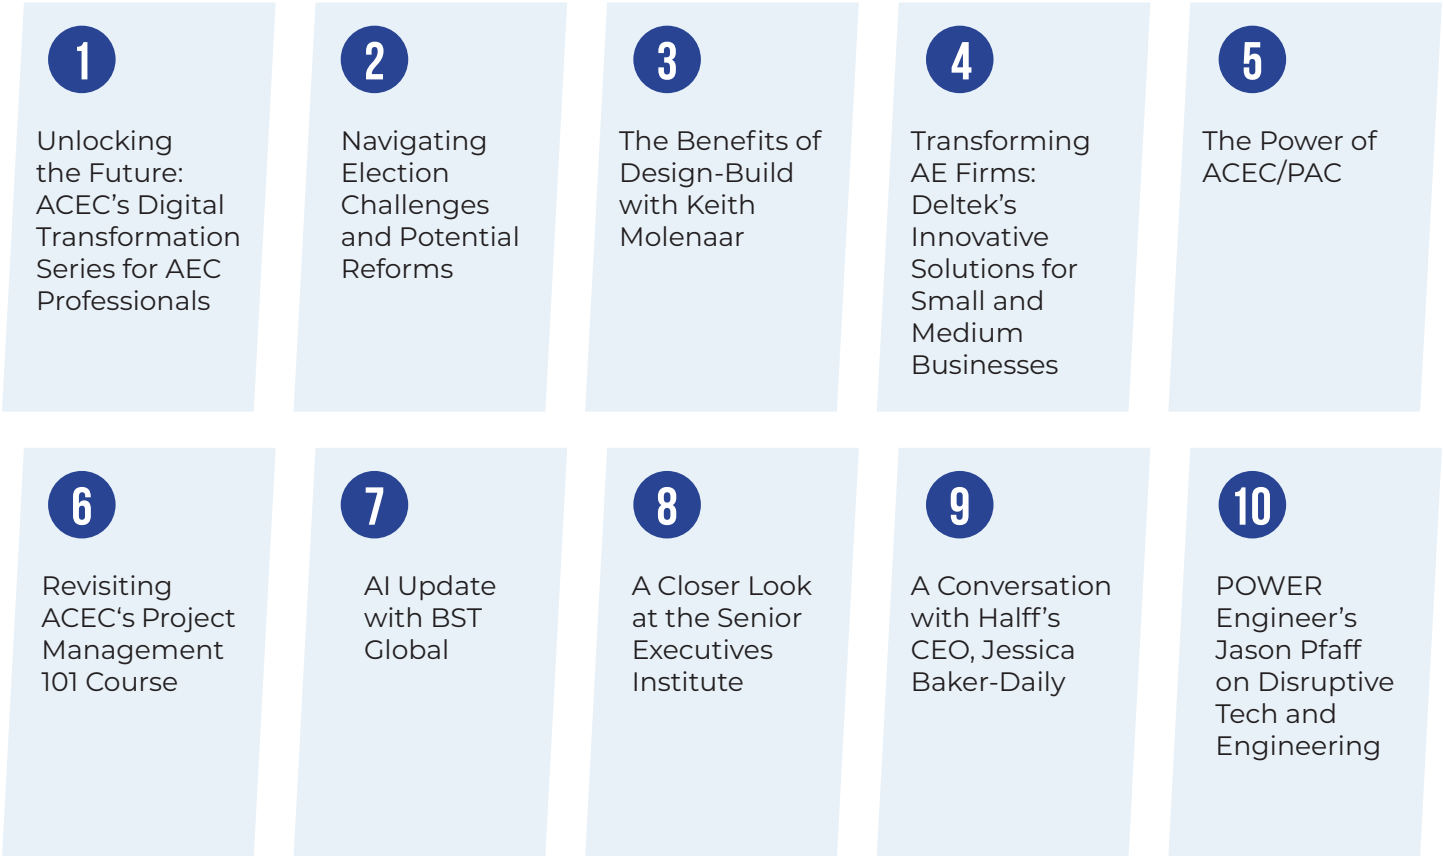 1
Unlocking
the Future:
ACEC’s Digital
Transformation
Series for AEC
Professionals
2
Navigating
Election
Challenges
and Potential
Reforms
3
The Benefits of
Design-Build
with Keith
Molenaar
4
Transforming
AE Firms:
Deltek’s
Innovative
Solutions for
Small and
Medium
Businesses
5
The Power of
ACEC/PAC
6
Revisiting
ACEC‘s Project
Management
101 Course
7
AI Update
with BST
Global
8
A Closer Look
at the Senior
Executives
Institute
9
A Conversation
with Halff’s
CEO, Jessica
Baker-Daily
10
POWER
Engineer’s
Jason Pfaff
on Disruptive
Tech and
Engineering